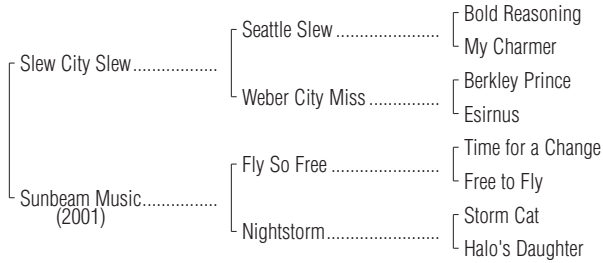 Bold Reasoning
Seattle Slew
My Charmer
Slew City Slew
Berkley Prince
Weber City Miss
Esirnus
Time for a Change
Fly So Free
Free to Fly
Sunbeam Music
(2001)
Storm Cat
Nightstorm
Halo's Daughter